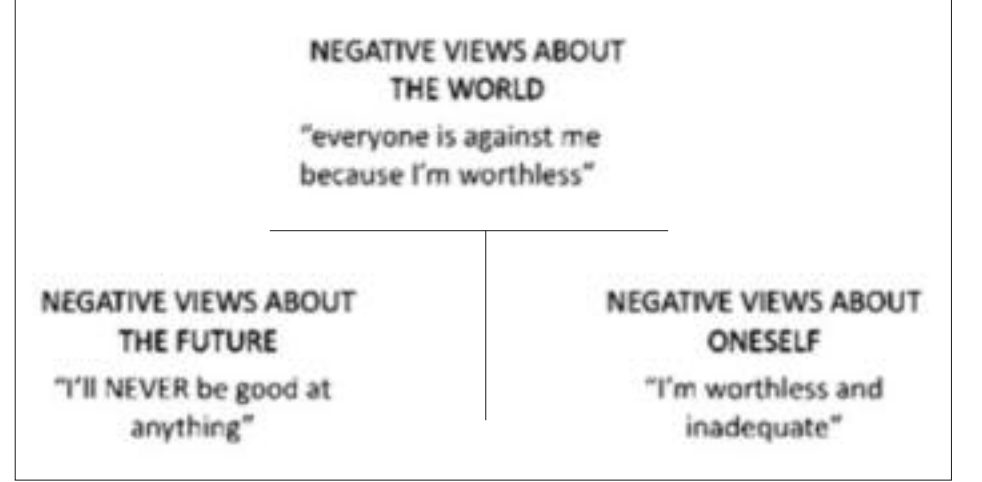 NEGATIVE VIEWS ABOUT
THE WORLD
"everyone is against me
because I'm worthless"
NEGATIVE VIEWS ABOUT
THE FUTURE
"I'll NEVER be good at
anything"
NEGATIVE VIEWS ABOUT
ONESELF
"I'm worthless and
inadequate"